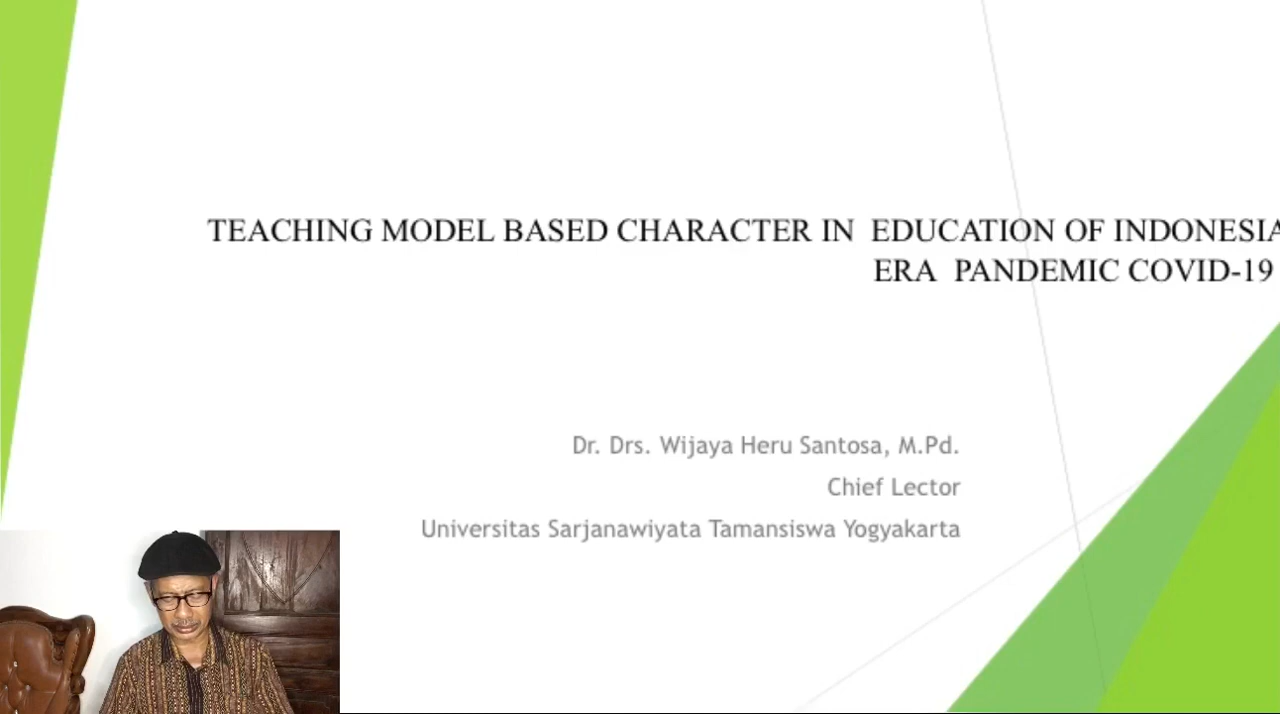 TEACHING MODEL BASED CHARACTER IN EDUCATION OF INDONESIA
ERA PANDEMIC COVID-19
Dr. Drs. Wijaya Heru Santosa, M.Pd.
Chief Lector
Universitas Sarjanawiyata Tamansiswa Yogyakarta